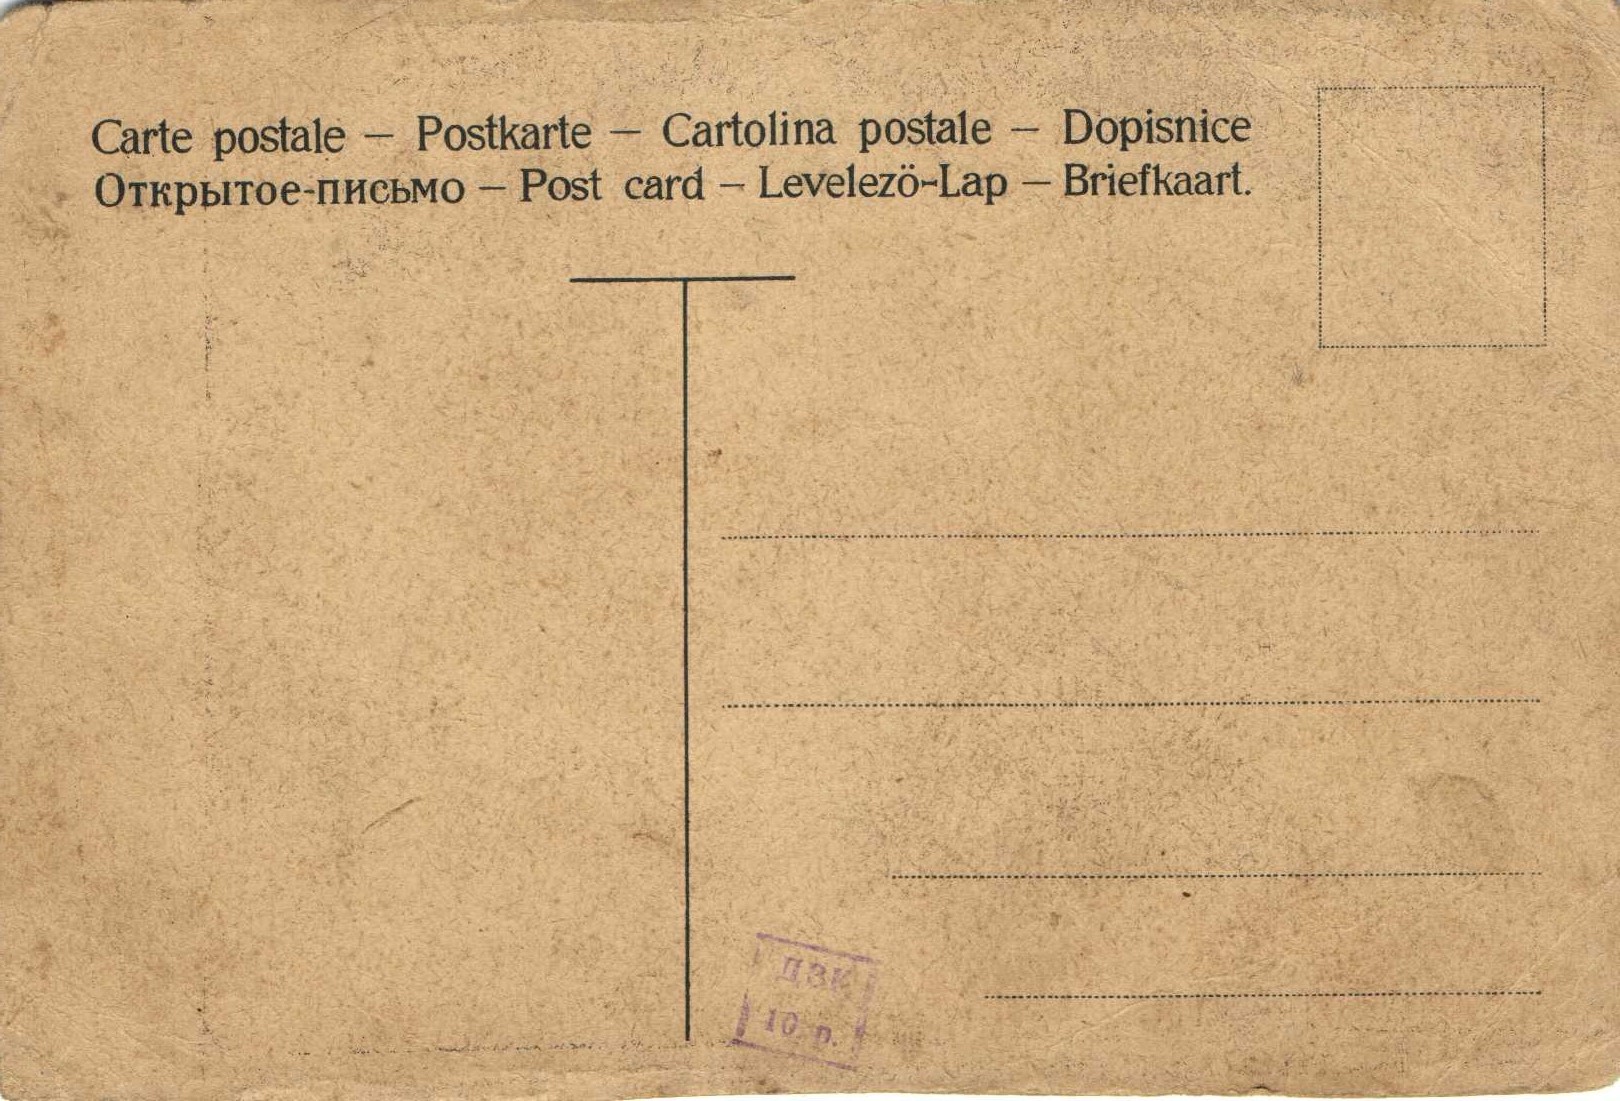 Carte postale — Postkarte — Cartolina postale — Dopisnice
Открытое-письмо — Post card — Levelezö-Lap — Briefkaart.
ДЗК
10 р.